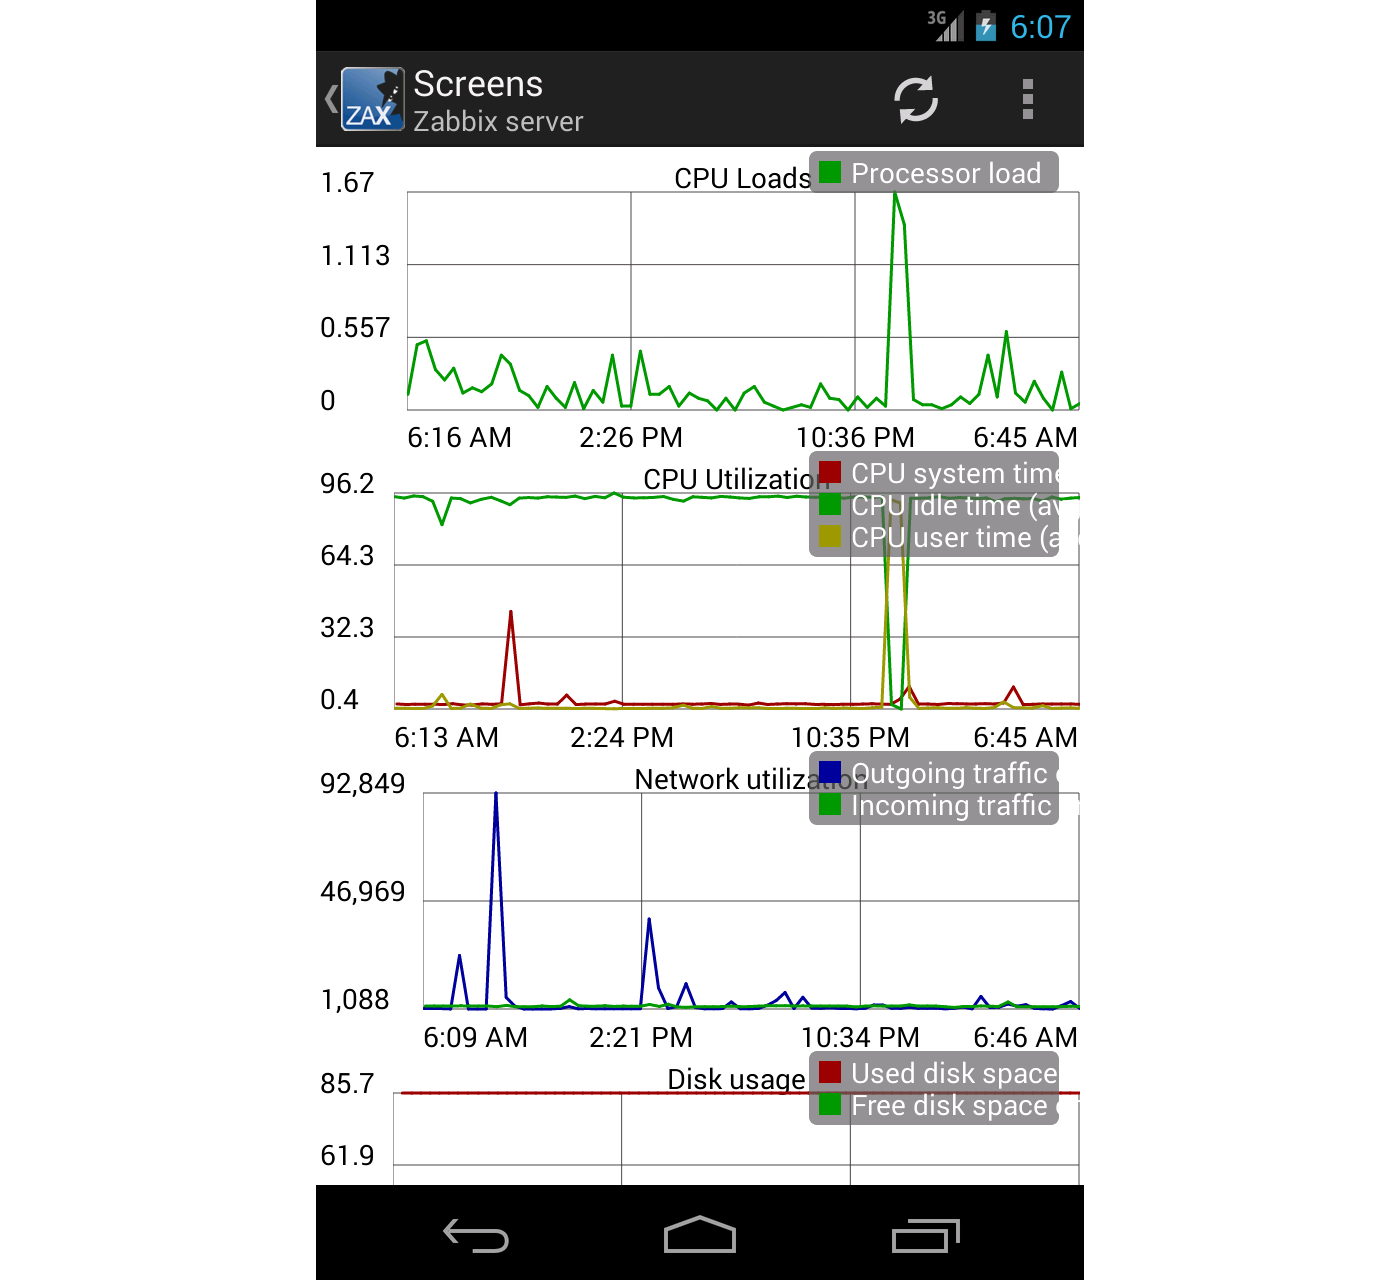 3G 6:07
ZAX
Screens
Zabbix server
CPU Loads
Processor load
1.67
1.113
0.557
0
6:16 AM 2:26 PM 10:36 PM 6:45 AM
CPU Utilization
CPU system time
CPU idle time (av
CPU user time (a
96.2
64.3
32.3
0.4
6:13 AM 2:24 PM 10:35 PM 6:45 AM
Network utilization
Outgoing traffic
Incoming traffic
92,849
46,969
1,088
6:09 AM 2:21 PM 10:34 PM 6:46 AM
Disk usage
Used disk space
Free disk space
85.7
61.9